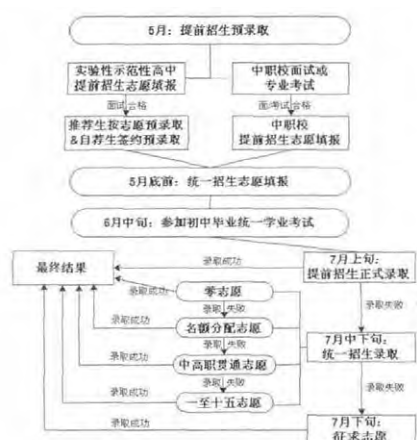 5月：提前招生预录取
实验性示范性高中
提前招生志愿填报
中职校面试或
专业考试
面试合格
面/考试合格
推荐生按志愿预录取
&自荐生签约预录取
中职校
提前招生志愿填报
5月底前：统一招生志愿填报
6月中旬：参加初中毕业统一学业考试
最终结果
录取成功
7月上旬：
提前招生正式录取
零志愿
录取成功
录取失败
录取失败
名额分配志愿
录取成功
录取失败
7月中下旬：
统一招生录取
中高职贯通志愿
录取成功
录取失败
录取失败
一至十五志愿
录取成功
录取成功
7月下旬：
征求志愿